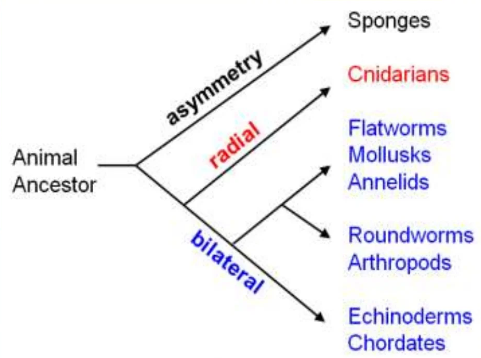 Sponges
asymmetry
Cnidarians
radial
Animal
Ancestor
Flatworms
Mollusks
Annelids
bilateral
Roundworms
Arthropods
Echinoderms
Chordates